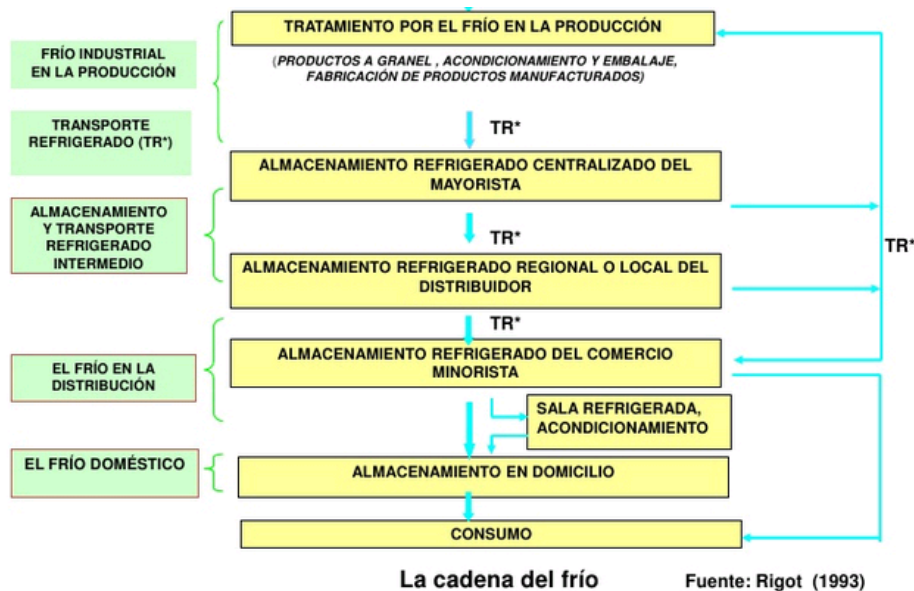 TRATAMIENTO POR EL FRÍO EN LA PRODUCCIÓN
FRÍO INDUSTRIAL
EN LA PRODUCCIÓN
(PRODUCTOS A GRANEL , ACONDICIONAMIENTO Y EMBALAJE,
FABRICACIÓN DE PRODUCTOS MANUFACTURADOS)
TRANSPORTE
REFRIGERADO (TR*)
TR*
ALMACENAMIENTO REFRIGERADO CENTRALIZADO DEL
MAYORISTA
ALMACENAMIENTO
Y TRANSPORTE
REFRIGERADO
INTERMEDIO
TR*
TR*
ALMACENAMIENTO REFRIGERADO REGIONAL O LOCAL DEL
DISTRIBUIDOR
TR*
ALMACENAMIENTO REFRIGERADO DEL COMERCIO
MINORISTA
EL FRÍO EN LA
DISTRIBUCIÓN
SALA REFRIGERADA,
ACONDICIONAMIENTO
EL FRÍO DOMÉSTICO
ALMACENAMIENTO EN DOMICILIO
CONSUMO
La cadena del frío
Fuente: Rigot (1993)